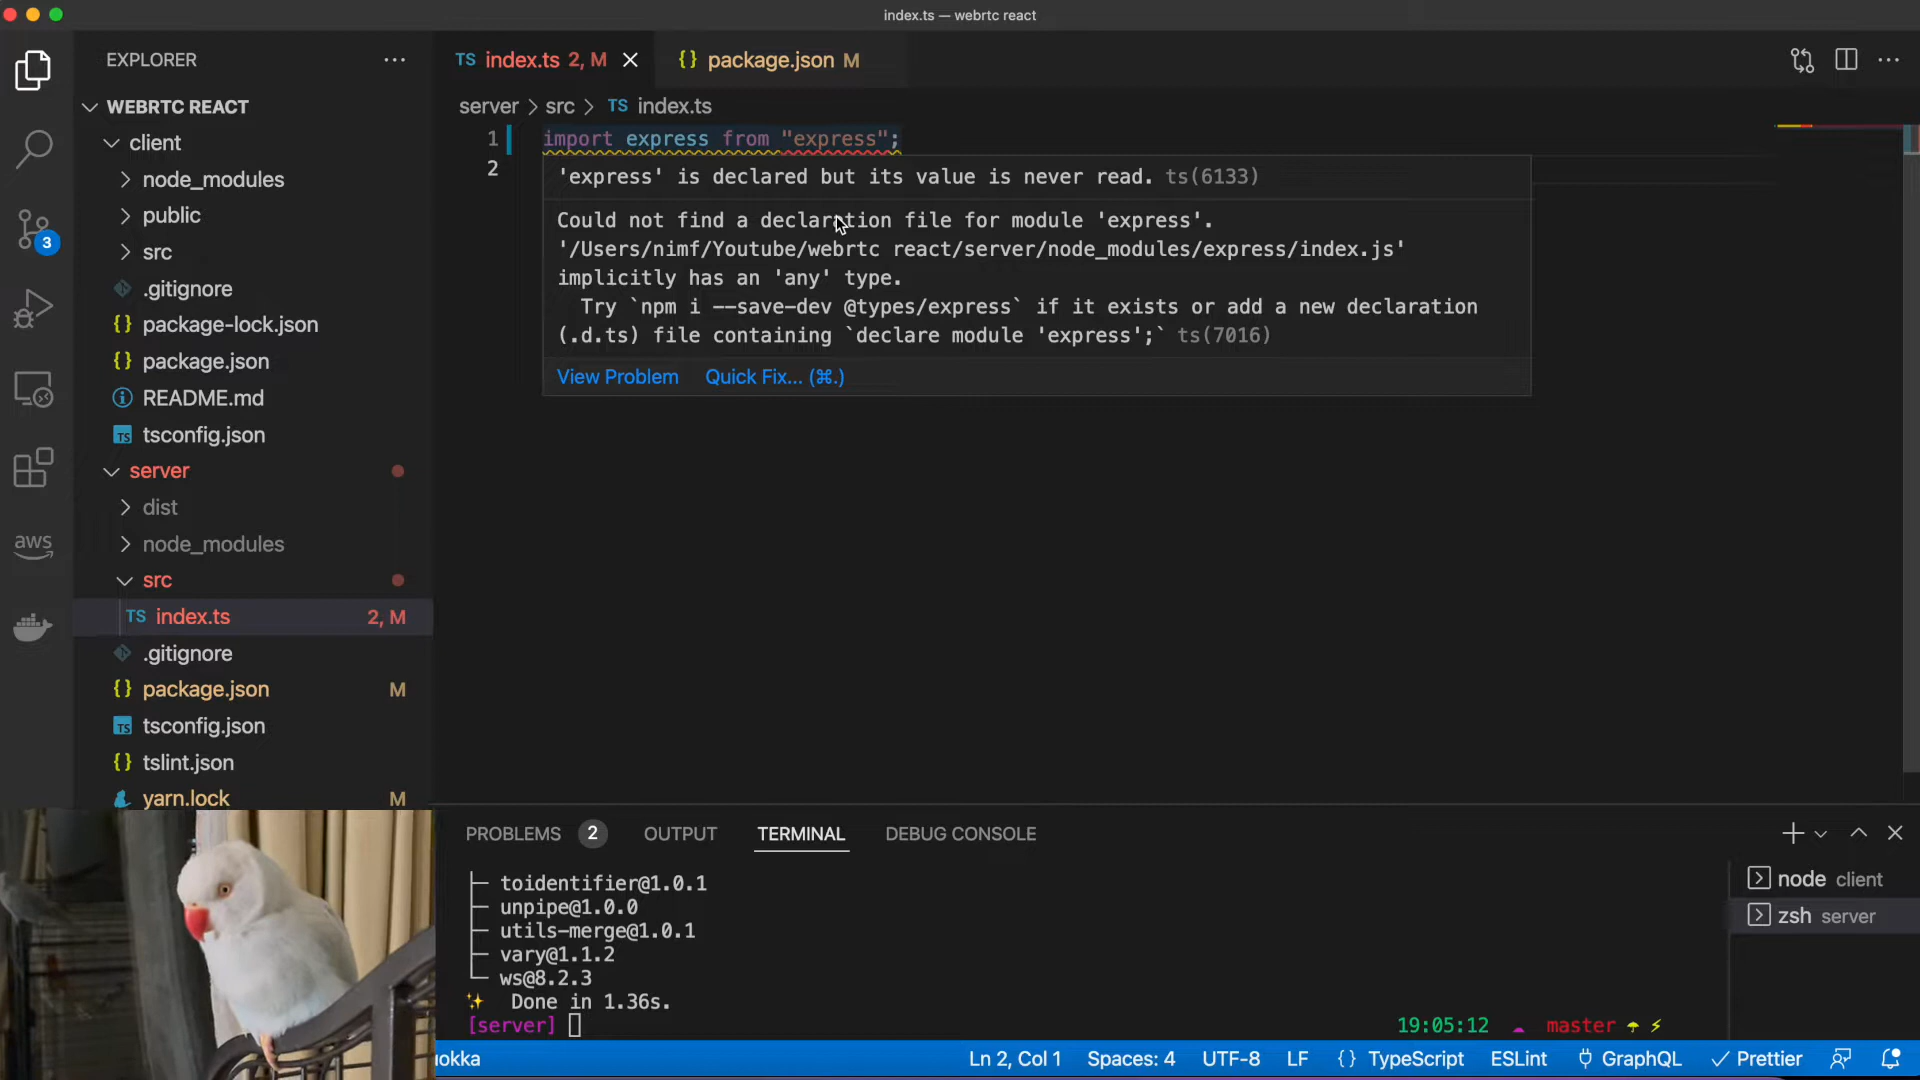 index.ts — webrtc react
EXPLORER
TS index.ts 2, M
{} package.json M
WEBRTC REACT
server > src > TS index.ts
client
node_modules
public
src
.gitignore
{} package-lock.json
{} package.json
README.md
TS tsconfig.json
server
dist
node_modules
src
TS index.ts 2, M
.gitignore
{} package.json M
TS tsconfig.json
{} tslint.json
yarn.lock M
3
aws
1 import express from "express";
2
'express' is declared but its value is never read. ts(6133)
Could not find a declaration file for module 'express'.
'/Users/nimf/Youtube/webrtc react/server/node_modules/express/index.js'
implicitly has an 'any' type.
Try `npm i --save-dev @types/express` if it exists or add a new declaration
(.d.ts) file containing `declare module 'express';` ts(7016)
View Problem Quick Fix... (⌘.)
PROBLEMS 2 OUTPUT TERMINAL DEBUG CONSOLE
├─ toidentifier@1.0.1
├─ unpipe@1.0.0
├─ utils-merge@1.0.1
├─ vary@1.1.2
└─ ws@8.2.3
✨ Done in 1.36s.
[server]
19:05:12 master
node client
zsh server
uokka Ln 2, Col 1 Spaces: 4 UTF-8 LF {} TypeScript ESLint GraphQL ✓ Prettier